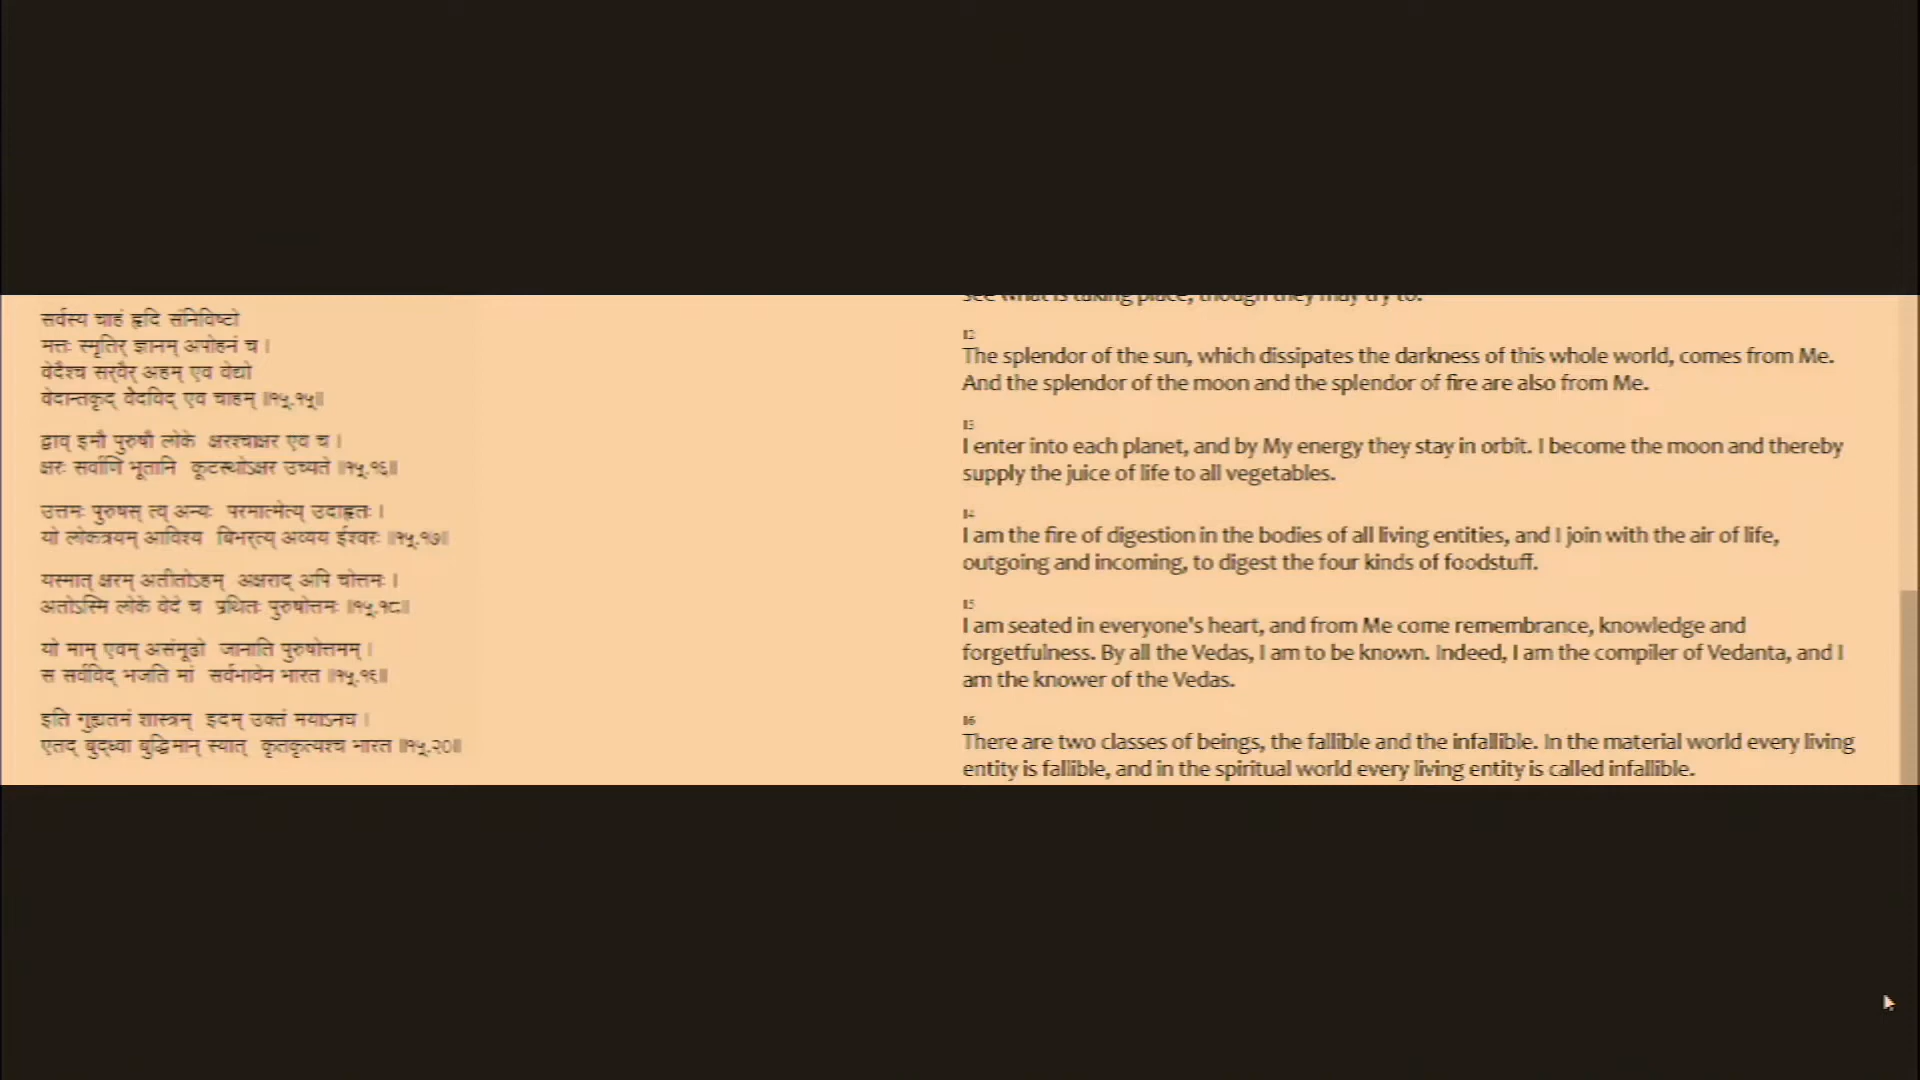 सर्वस्य चाहं हृदि संनिविष्टो
मत्तः स्मृतिर् ज्ञानम् अपोहनं च ।
वेदैश्च सर्वैर् अहम् एव वेद्यो
वेदान्तकृद् वेदविद् एव चाहम् ॥१५.१५॥
द्वाव् इमौ पुरुषौ लोके क्षरश्चाक्षर एव च ।
क्षरः सर्वाणि भूतानि कूटस्थोऽक्षर उच्यते ॥१५.१६॥
उत्तमः पुरुषस् त्व् अन्यः परमात्मेत्य् उदाहृतः ।
यो लोकत्रयम् आविश्य बिभर्त्य् अव्यय ईश्वरः ॥१५.१७॥
यस्मात् क्षरम् अतीतोऽहम् अक्षराद् अपि चोत्तमः ।
अतोऽस्मि लोके वेदे च प्रथितः पुरुषोत्तमः ॥१५.१८॥
यो माम् एवम् असंमूढो जानाति पुरुषोत्तमम् ।
स सर्वविद् भजति मां सर्वभावेन भारत ॥१५.१९॥
इति गुह्यतमं शास्त्रम् इदम् उक्तं मयाऽनघ ।
एतद् बुद्ध्वा बुद्धिमान् स्यात् कृतकृत्यश्च भारत ॥१५.२०॥
see what is taking place, though they may try to.
12
The splendor of the sun, which dissipates the darkness of this whole world, comes from Me.
And the splendor of the moon and the splendor of fire are also from Me.
13
I enter into each planet, and by My energy they stay in orbit. I become the moon and thereby
supply the juice of life to all vegetables.
14
I am the fire of digestion in the bodies of all living entities, and I join with the air of life,
outgoing and incoming, to digest the four kinds of foodstuff.
15
I am seated in everyone's heart, and from Me come remembrance, knowledge and
forgetfulness. By all the Vedas, I am to be known. Indeed, I am the compiler of Vedanta, and I
am the knower of the Vedas.
16
There are two classes of beings, the fallible and the infallible. In the material world every living
entity is fallible, and in the spiritual world every living entity is called infallible.